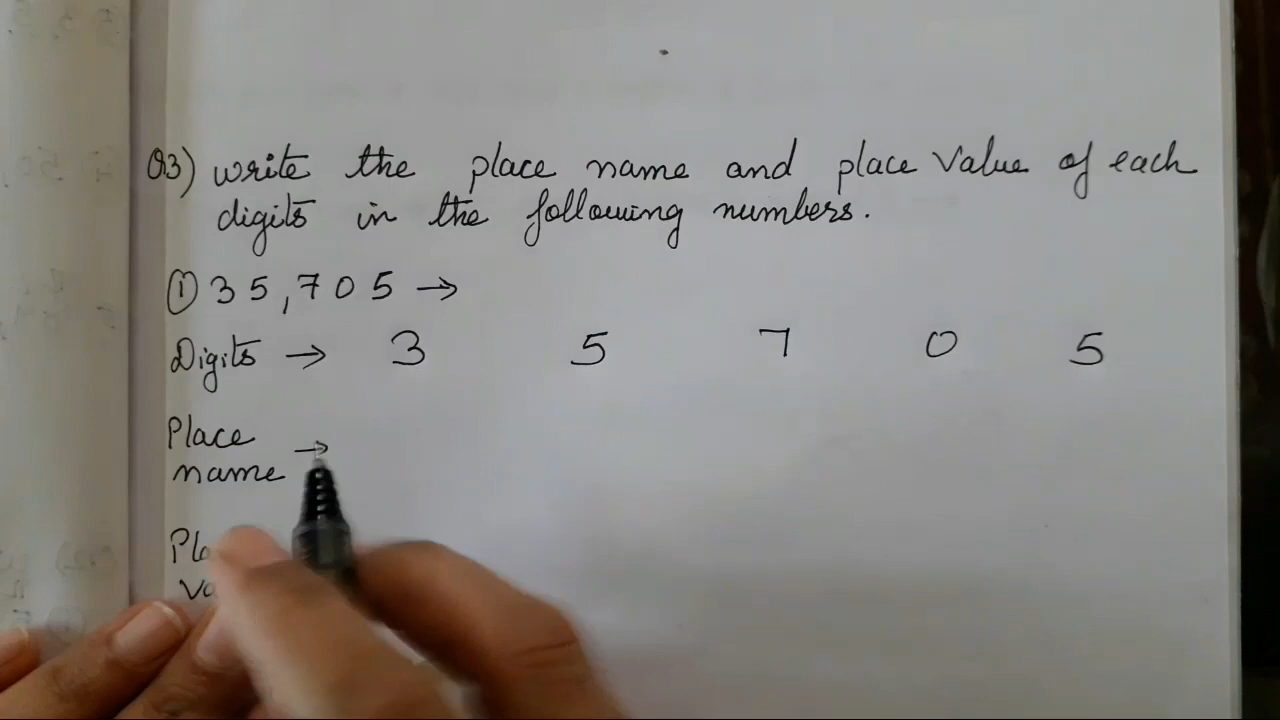 Q3) write the place name and place value of each
digits in the following numbers.
① 35,705 →
Digits → 3 5 7 0 5
Place
name →